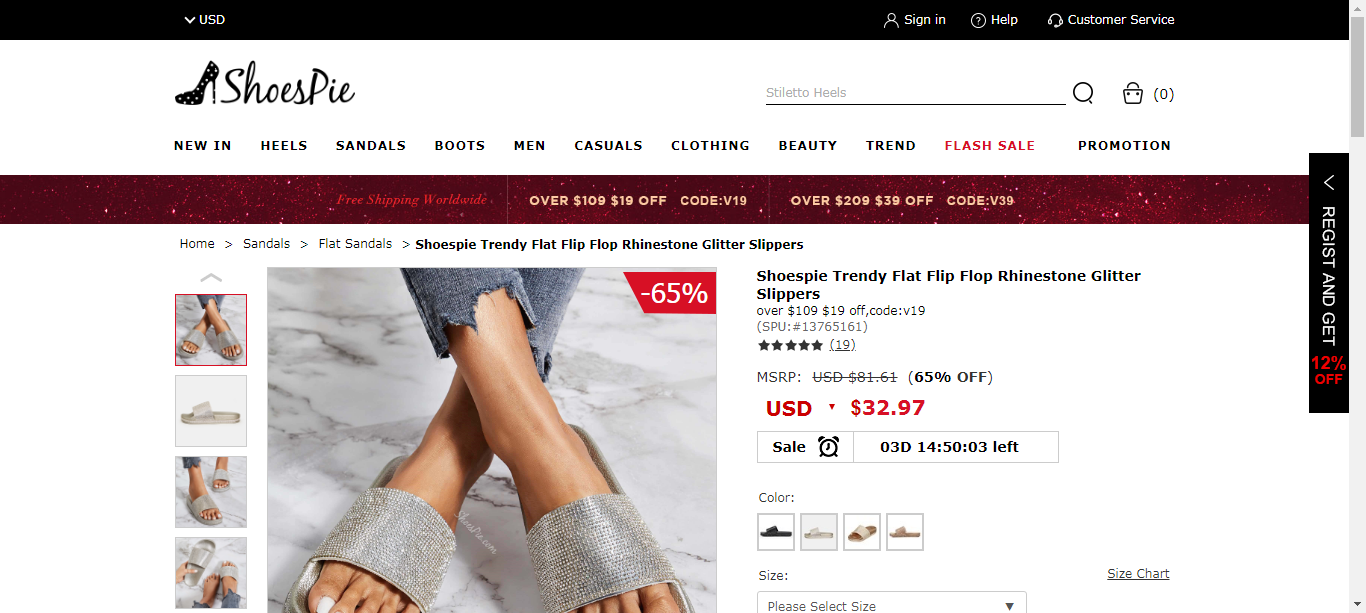 USD
Sign in
Help
Customer Service
ShoesPie
Stiletto Heels
(0)
NEW IN
HEELS
SANDALS
BOOTS
MEN
CASUALS
CLOTHING
BEAUTY
TREND
FLASH SALE
PROMOTION
Free Shipping Worldwide
OVER $109 $19 OFF CODE:V19
OVER $209 $39 OFF CODE:V39
REGIST AND GET
12%
OFF
Home > Sandals > Flat Sandals > Shoespie Trendy Flat Flip Flop Rhinestone Glitter Slippers
-65%
ShoesPie.com
Shoespie Trendy Flat Flip Flop Rhinestone Glitter
Slippers
over $109 $19 off,code:v19
(SPU:#13765161)
(19)
MSRP: USD $81.61 (65% OFF)
USD $32.97
Sale 03D 14:50:03 left
Color:
Size:
Size Chart
Please Select Size